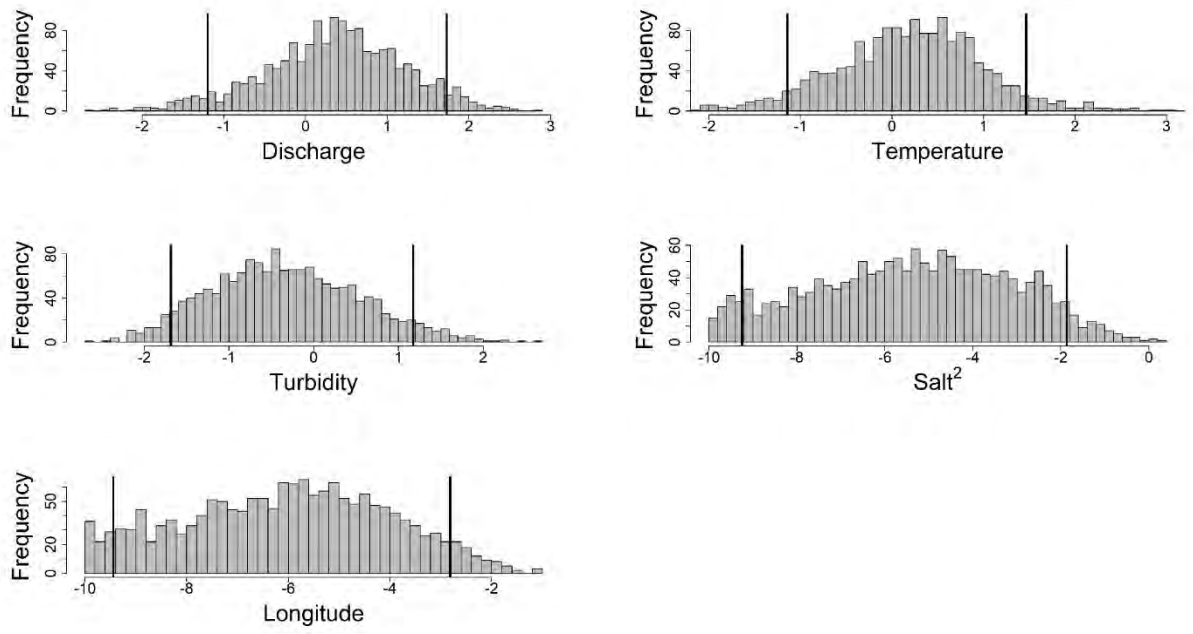 Frequency
0 40 80
-2 -1 0 1 2 3
Discharge
Frequency
0 40 80
-2 -1 0 1 2 3
Temperature
Frequency
0 40 80
-2 -1 0 1 2
Turbidity
Frequency
0 20 40 60
-10 -8 -6 -4 -2 0
Salt²
Frequency
0 20 50
-10 -8 -6 -4 -2
Longitude